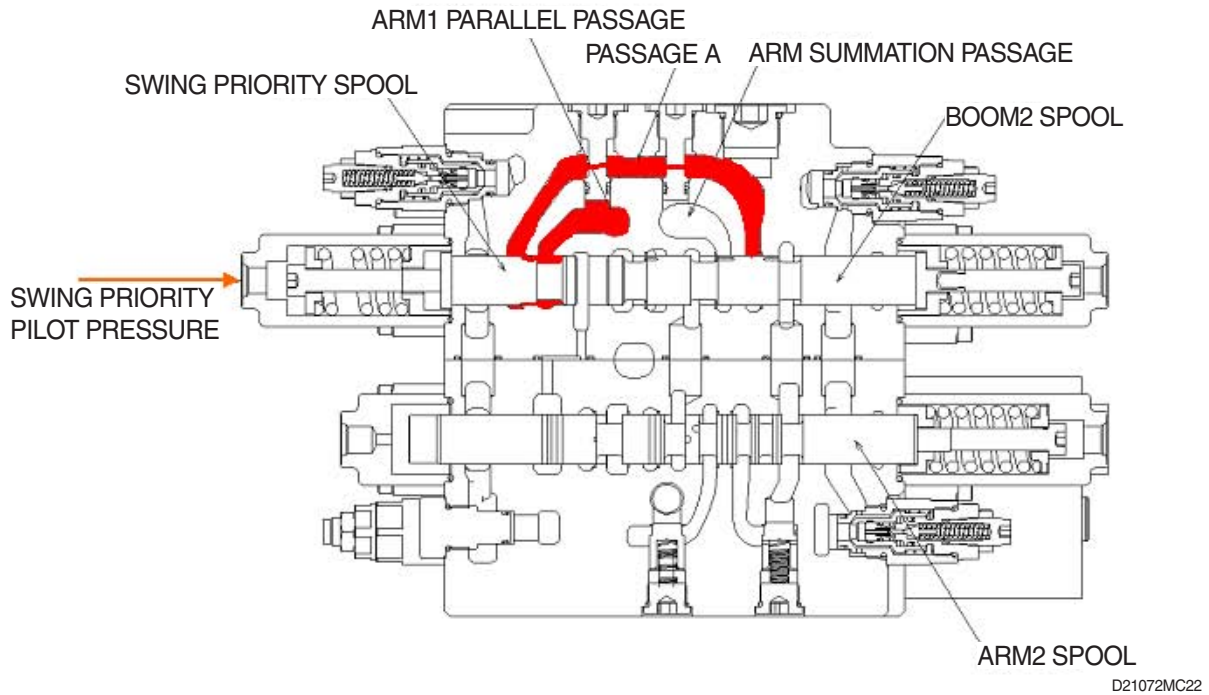 ARM1 PARALLEL PASSAGE
PASSAGE A
ARM SUMMATION PASSAGE
SWING PRIORITY SPOOL
BOOM2 SPOOL
SWING PRIORITY
PILOT PRESSURE
ARM2 SPOOL
D21072MC22